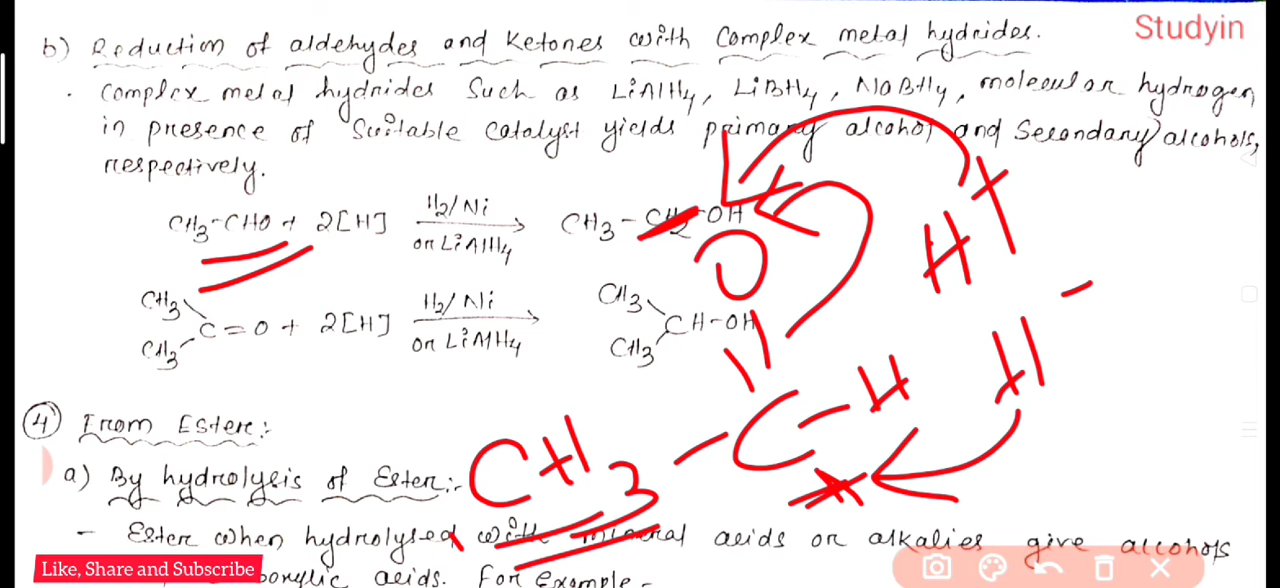 Studyin
b) Reduction of aldehydes and Ketones with Complex metal hydrides.
. Complex metal hydrides Such as LiAlH4, LiBH4, NaBH4, molecular hydrogen
in presence of Suitable catalyst yields primary alcohol and Secondary alcohols,
respectively.
CH3-CHO + 2[H] H2/Ni or LiAlH4 → CH3 - CH2 - OH
CH3 CH3 C = O + 2[H] H2/Ni or LiAlH4 → CH3 CH3 CH-OH
O H+
CH3 - C - H H-
4 From Ester:
a) By hydrolysis of Ester:-
- Ester when hydrolysed with mineral acids or alkalies give alcohols
Like, Share and Subscribe
acids. For Example -